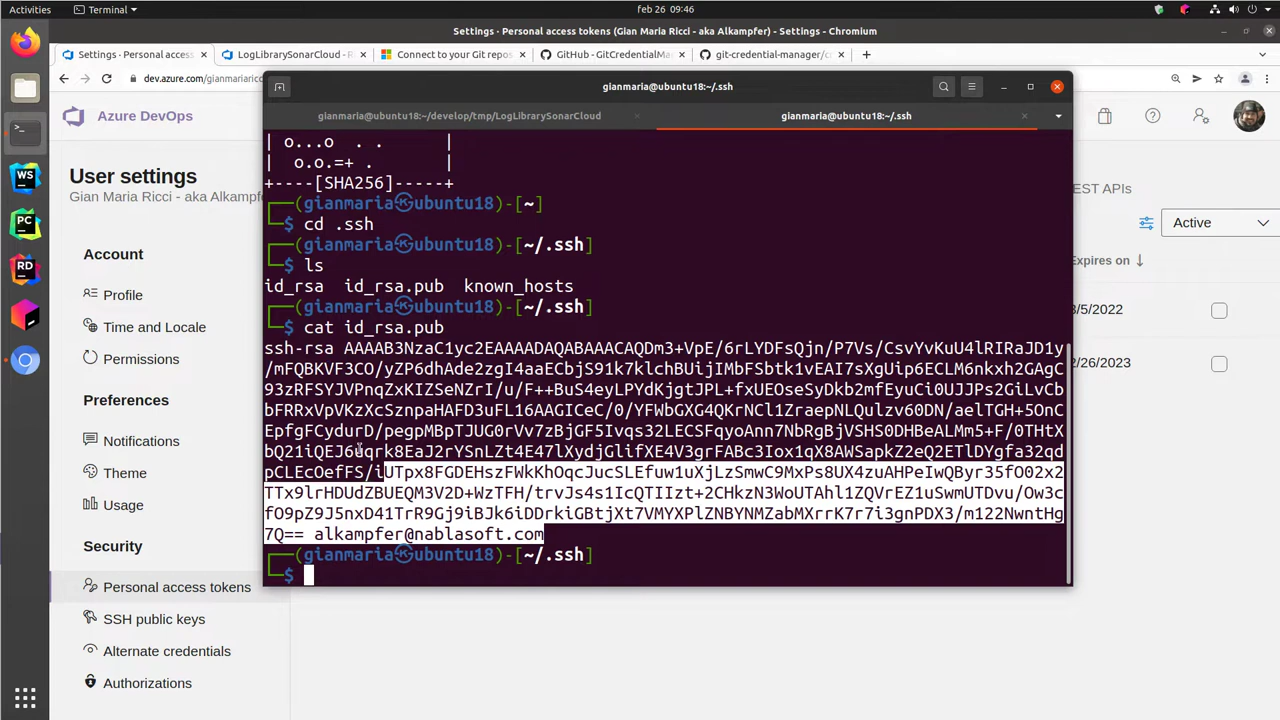 Activities
Terminal
feb 26 09:46
Settings · Personal access tokens (Gian Maria Ricci - aka Alkampfer) - Settings - Chromium
Settings · Personal access
LogLibrarySonarCloud - R
Connect to your Git repos
GitHub - GitCredentialMan
git-credential-manager/co
dev.azure.com/gianmariaricc
gianmaria@ubuntu18:~/.ssh
Azure DevOps
gianmaria@ubuntu18:~/develop/tmp/LogLibrarySonarCloud
gianmaria@ubuntu18:~/.ssh
User settings
Gian Maria Ricci - aka Alkampfe
Account
Profile
Time and Locale
Permissions
Preferences
Notifications
Theme
Usage
Security
Personal access tokens
SSH public keys
Alternate credentials
Authorizations
| o...o . . |
| o.o.=+ . |
+----[SHA256]-----+
(gianmaria㉿ubuntu18)-[~]
$ cd .ssh
(gianmaria㉿ubuntu18)-[~/.ssh]
$ ls
id_rsa id_rsa.pub known_hosts
(gianmaria㉿ubuntu18)-[~/.ssh]
$ cat id_rsa.pub
ssh-rsa AAAAB3NzaC1yc2EAAAADAQABAAACAQDm3+VpE/6rLYDFsQjn/P7Vs/CsvYvKuU4lRIRaJD1y
/mFQBKVF3CO/yZP6dhAde2zgI4aaECbjS91k7klchBUijIMbFSbtk1vEAI7sXgUip6ECLM6nkxh2GAgC
93zRFSYJVPnqZxKIZSeNZrI/u/F++BuS4eyLPYdKjgtJPL+fxUEOseSyDkb2mfEyuCi0UJJPs2GiLvCb
bFRRxVpVKzXcSznpaHAFD3uFL16AAGICeC/0/YFWbGXG4QKrNCl1ZraepNLQulzv60DN/aelTGH+5OnC
EpfgFCydurD/pegpMBpTJUG0rVv7zBjGF5Ivqs32LECSFqyoAnn7NbRgBjVSHS0DHBeALMm5+F/0THtX
bQ21iQEJ6uqrk8EaJ2rYSnLZt4E47lXydjGlifXE4V3grFABc3Iox1qX8AWSapkZ2eQ2ETlDYgfa32qd
pCLEcOefFS/iUTpx8FGDEHszFWkKhOqcJucSLEfuw1uXjLzSmwC9MxPs8UX4zuAHPeIwQByr35fO02x2
TTx9lrHDUdZBUEQM3V2D+WzTFH/trvJs4s1IcQTIIzt+2CHkzN3WoUTAhl1ZQVrEZ1uSwmUTDvu/Ow3c
fO9pZ9J5nxD41TrR9Gj9iBJk6iDDrkiGBtjXt7VMYXPlZNBYNMZabMXrrK7r7i3gnPDX3/m122NwntHg
7Q== alkampfer@nablasoft.com
(gianmaria㉿ubuntu18)-[~/.ssh]
$
EST APIs
Active
Expires on
3/5/2022
2/26/2023